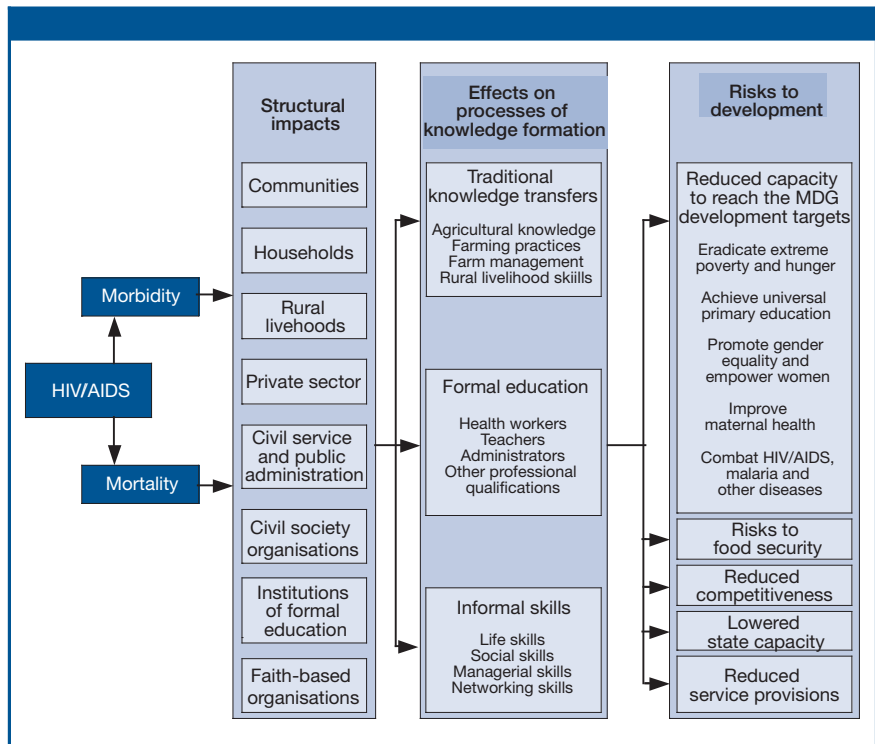 HIV/AIDS
Morbidity
Mortality
Structural
impacts
Communities
Households
Rural
livehoods
Private sector
Civil service
and public
administration
Civil society
organisations
Institutions
of formal
education
Faith-based
organisations
Effects on
processes of
knowledge formation
Traditional
knowledge transfers
Agricultural knowledge
Farming practices
Farm management
Rural livelihood skiills
Formal education
Health workers
Teachers
Administrators
Other professional
qualifications
Informal skills
Life skills
Social skills
Managerial skills
Networking skills
Risks to
development
Reduced capacity
to reach the MDG
development targets
Eradicate extreme
poverty and hunger
Achieve universal
primary education
Promote gender
equality and
empower women
Improve
maternal health
Combat HIV/AIDS,
malaria and
other diseases
Risks to
food security
Reduced
competitiveness
Lowered
state capacity
Reduced
service provisions